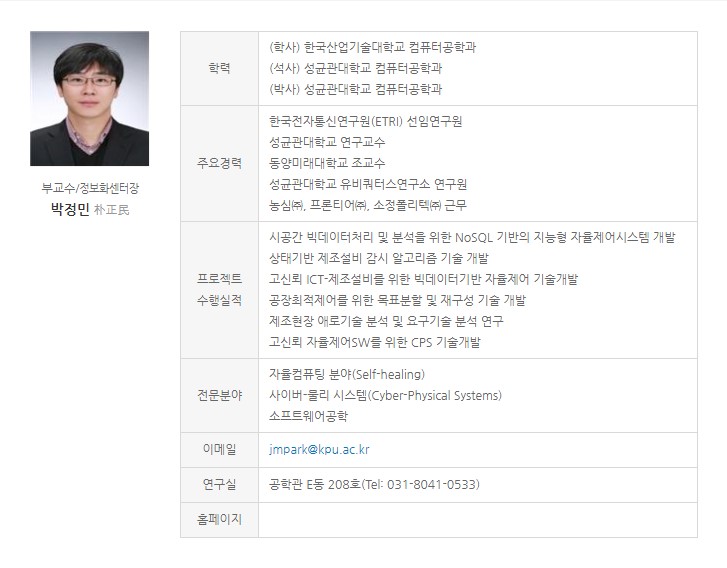 부교수/정보화센터장
박정민 朴正民
학력
(학사) 한국산업기술대학교 컴퓨터공학과
(석사) 성균관대학교 컴퓨터공학과
(박사) 성균관대학교 컴퓨터공학과
주요경력
한국전자통신연구원(ETRI) 선임연구원
성균관대학교 연구교수
동양미래대학교 조교수
성균관대학교 유비쿼터스연구소 연구원
농심㈜, 프론티어㈜, 소정폴리텍㈜ 근무
프로젝트
수행실적
시공간 빅데이터처리 및 분석을 위한 NoSQL 기반의 지능형 자율제어시스템 개발
상태기반 제조설비 감시 알고리즘 기술 개발
고신뢰 ICT-제조설비를 위한 빅데이터기반 자율제어 기술개발
공장최적제어를 위한 목표분할 및 재구성 기술 개발
제조현장 애로기술 분석 및 요구기술 분석 연구
고신뢰 자율제어SW를 위한 CPS 기술개발
전문분야
자율컴퓨팅 분야(Self-healing)
사이버-물리 시스템(Cyber-Physical Systems)
소프트웨어공학
이메일
jmpark@kpu.ac.kr
연구실
공학관 E동 208호(Tel: 031-8041-0533)
홈페이지